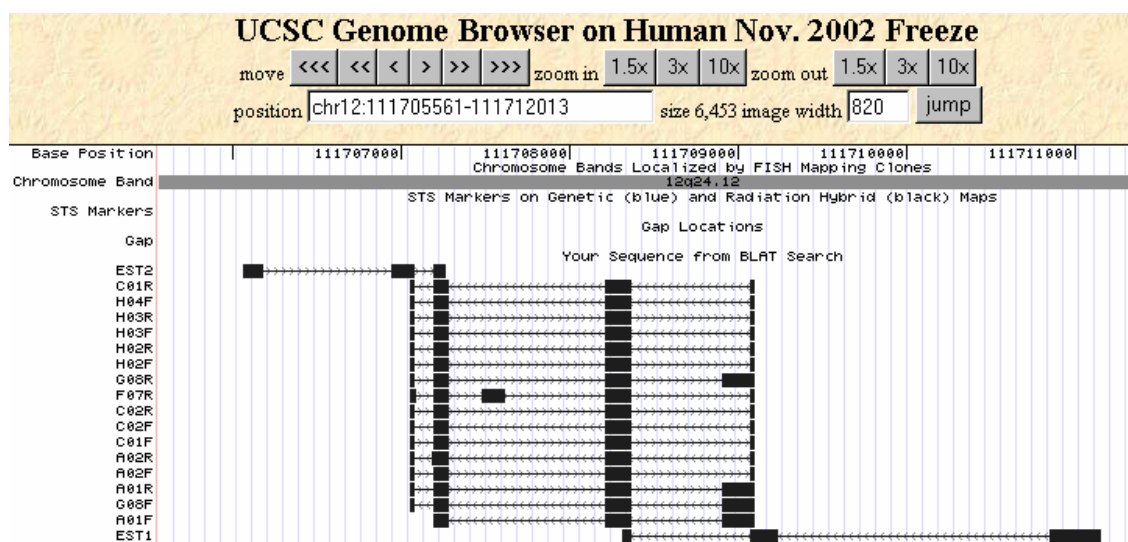 UCSC Genome Browser on Human Nov. 2002 Freeze
move <<< << < > >> >>> zoom in 1.5x 3x 10x zoom out 1.5x 3x 10x
position chr12:111705561-111712013 size 6,453 image width 820 jump
Base Position 111707000 111708000 111709000 111710000 111711000
Chromosome Bands Localized by FISH Mapping Clones
Chromosome Band 12q24.12
STS Markers on Genetic (blue) and Radiation Hybrid (black) Maps
STS Markers
Gap Locations
Gap
Your Sequence from BLAT Search
EST2
C01R
H04F
H03R
H03F
H02R
H02F
G08R
F07R
C02R
C02F
C01F
A02R
A02F
A01R
G08F
A01F
EST1